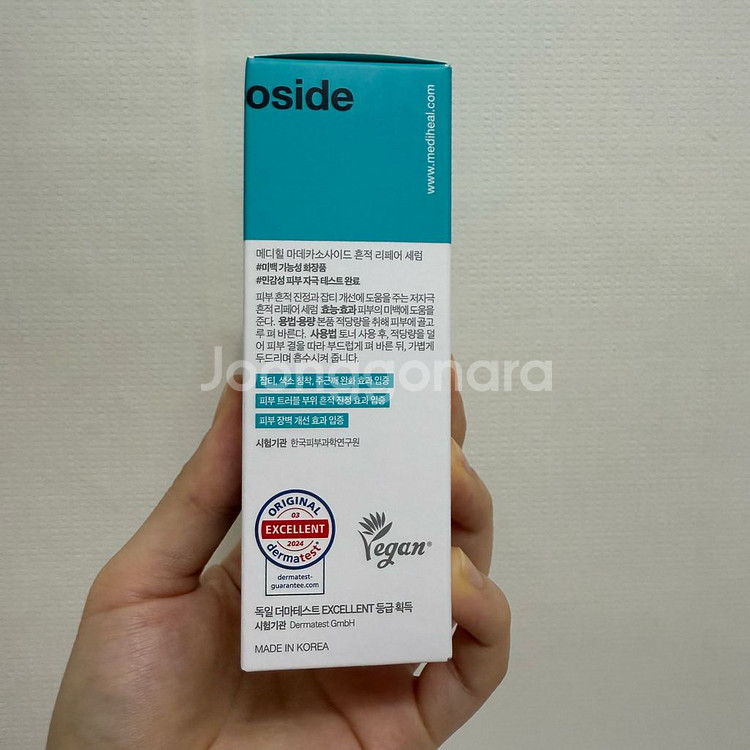 oside
www.mediheal.com
메디힐 마데카소사이드 흔적 리페어 세럼
#미백 기능성 화장품
#민감성 피부 자극 테스트 완료
피부 흔적 진정과 잡티 개선에 도움을 주는 저자극
흔적 리페어 세럼 효능·효과 피부의 미백에 도움을
준다. 용법·용량 본품 적당량을 취해 피부에 골고
루 펴 바른다. 사용법 토너 사용 후, 적당량을 덜
어 피부 결을 따라 부드럽게 펴 바른 뒤, 가볍게
두드리며 흡수시켜 줍니다.
Joonggonara
잡티, 색소 침착, 주근깨 완화 효과 입증
피부 트러블 부위 흔적 진정 효과 입증
피부 장벽 개선 효과 입증
시험기관 한국피부과학연구원
ORIGINAL
03
EXCELLENT
2024
dermatest®
dermatest-
guarantee.com
Vegan®
독일 더마테스트 EXCELLENT 등급 획득
시험기관 Dermatest GmbH
MADE IN KOREA